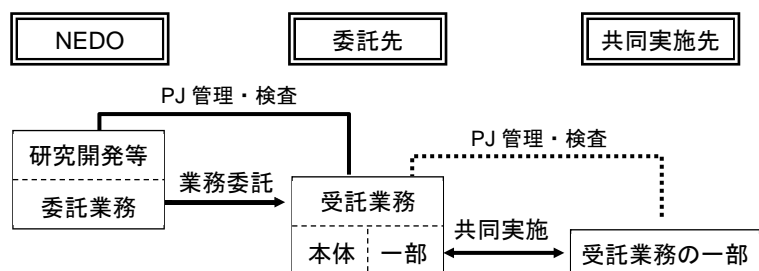 NEDO
委託先
共同実施先
PJ 管理・検査
PJ 管理・検査
研究開発等
委託業務
業務委託
受託業務
本体
一部
共同実施
受託業務の一部